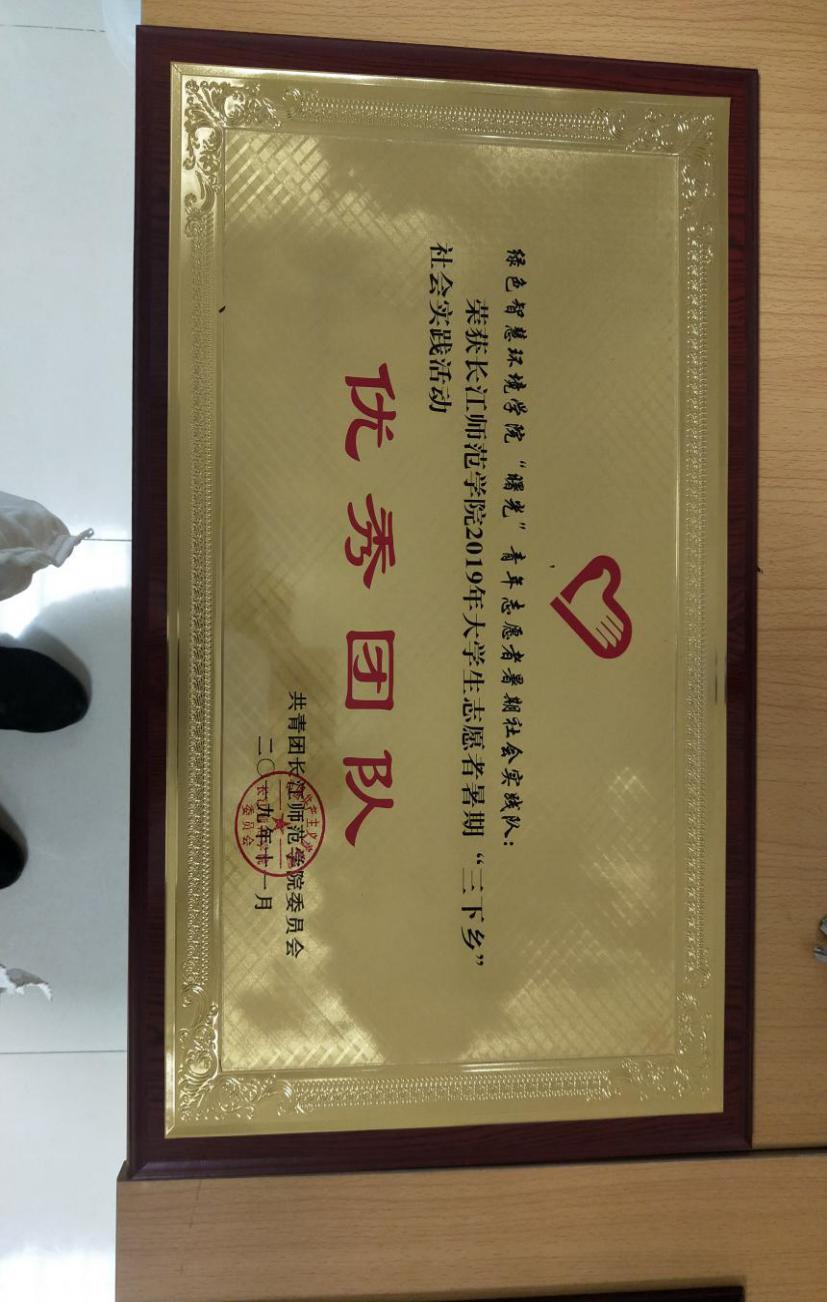 绿色智慧环境学院“曙光”青年志愿者暑期社会实践队：
荣获长江师范学院2019年大学生志愿者暑期“三下乡”
社会实践活动
优秀团队
共青团长江师范学院委员会
二〇一九年十一月
委员会